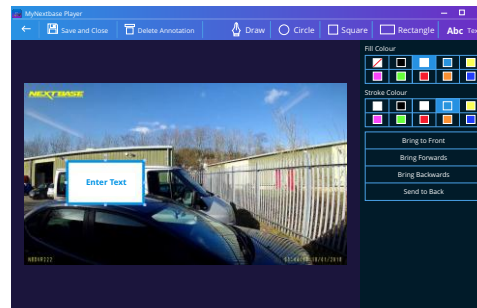 MyNextbase Player
Save and Close
Delete Annotation
Draw
Circle
Square
Rectangle
Abc
Fill Colour
Stroke Colour
NEXTBASE
Enter Text
Bring to Front
Bring Forwards
Bring Backwards
Send to Back